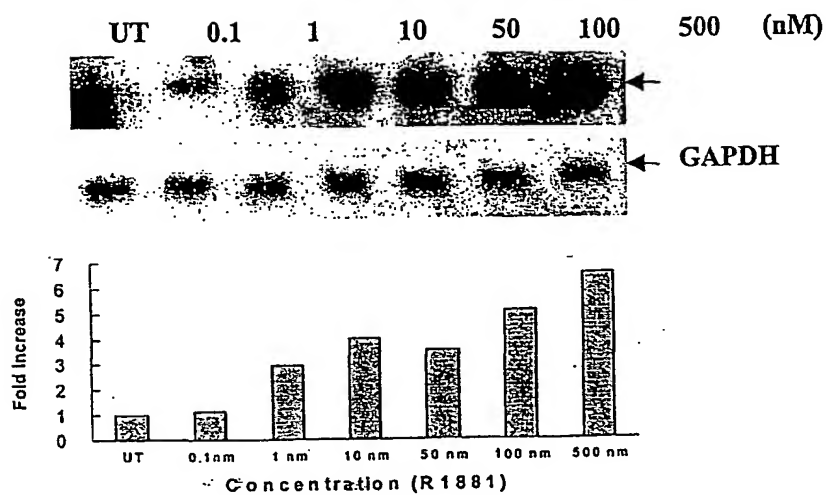 UT 0.1 1 10 50 100 500 (nM)
GAPDH
7
6
5
4
3
2
1
0
Fold Increase
UT 0.1nm 1 nm 10 nm 50 nm 100 nm 500 nm
Concentration (R1881)